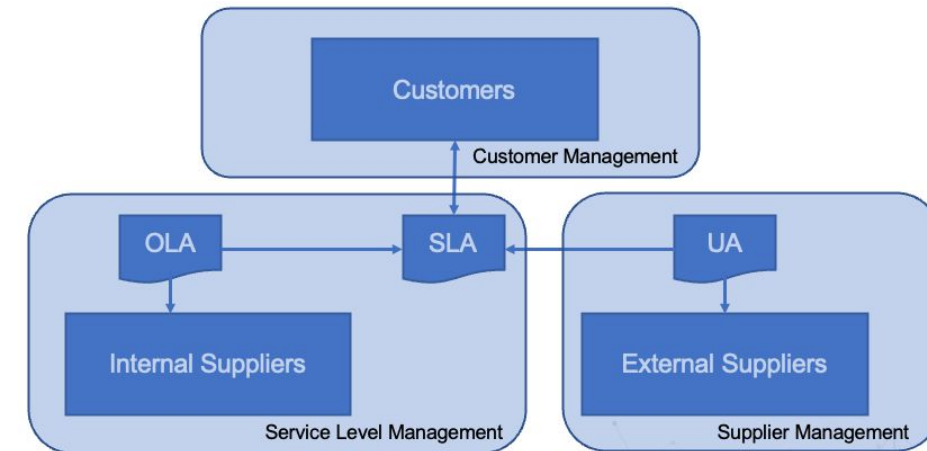 Customers
Customer Management
OLA
SLA
UA
Internal Suppliers
External Suppliers
Service Level Management
Supplier Management